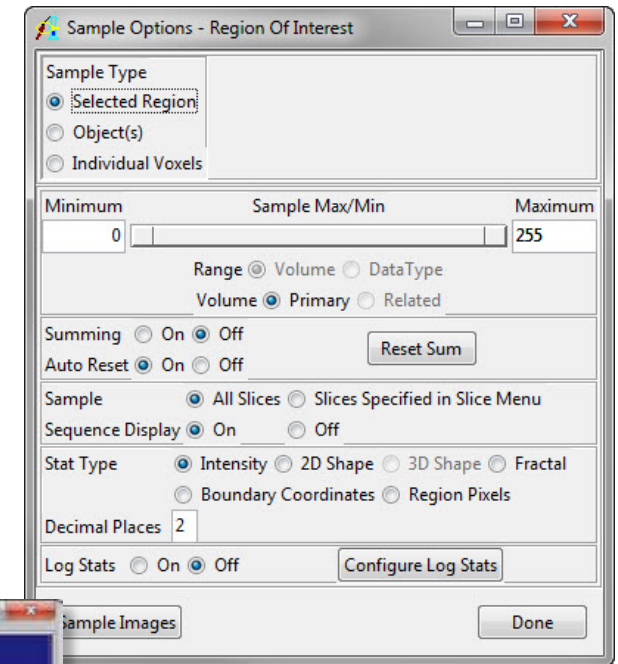 Sample Options - Region Of Interest
Sample Type
Selected Region
Object(s)
Individual Voxels
Minimum Sample Max/Min Maximum
0 255
Range Volume DataType
Volume Primary Related
Summing On Off
Reset Sum
Auto Reset On Off
Sample All Slices Slices Specified in Slice Menu
Sequence Display On Off
Stat Type Intensity 2D Shape 3D Shape Fractal
Boundary Coordinates Region Pixels
Decimal Places 2
Log Stats On Off Configure Log Stats
Sample Images Done